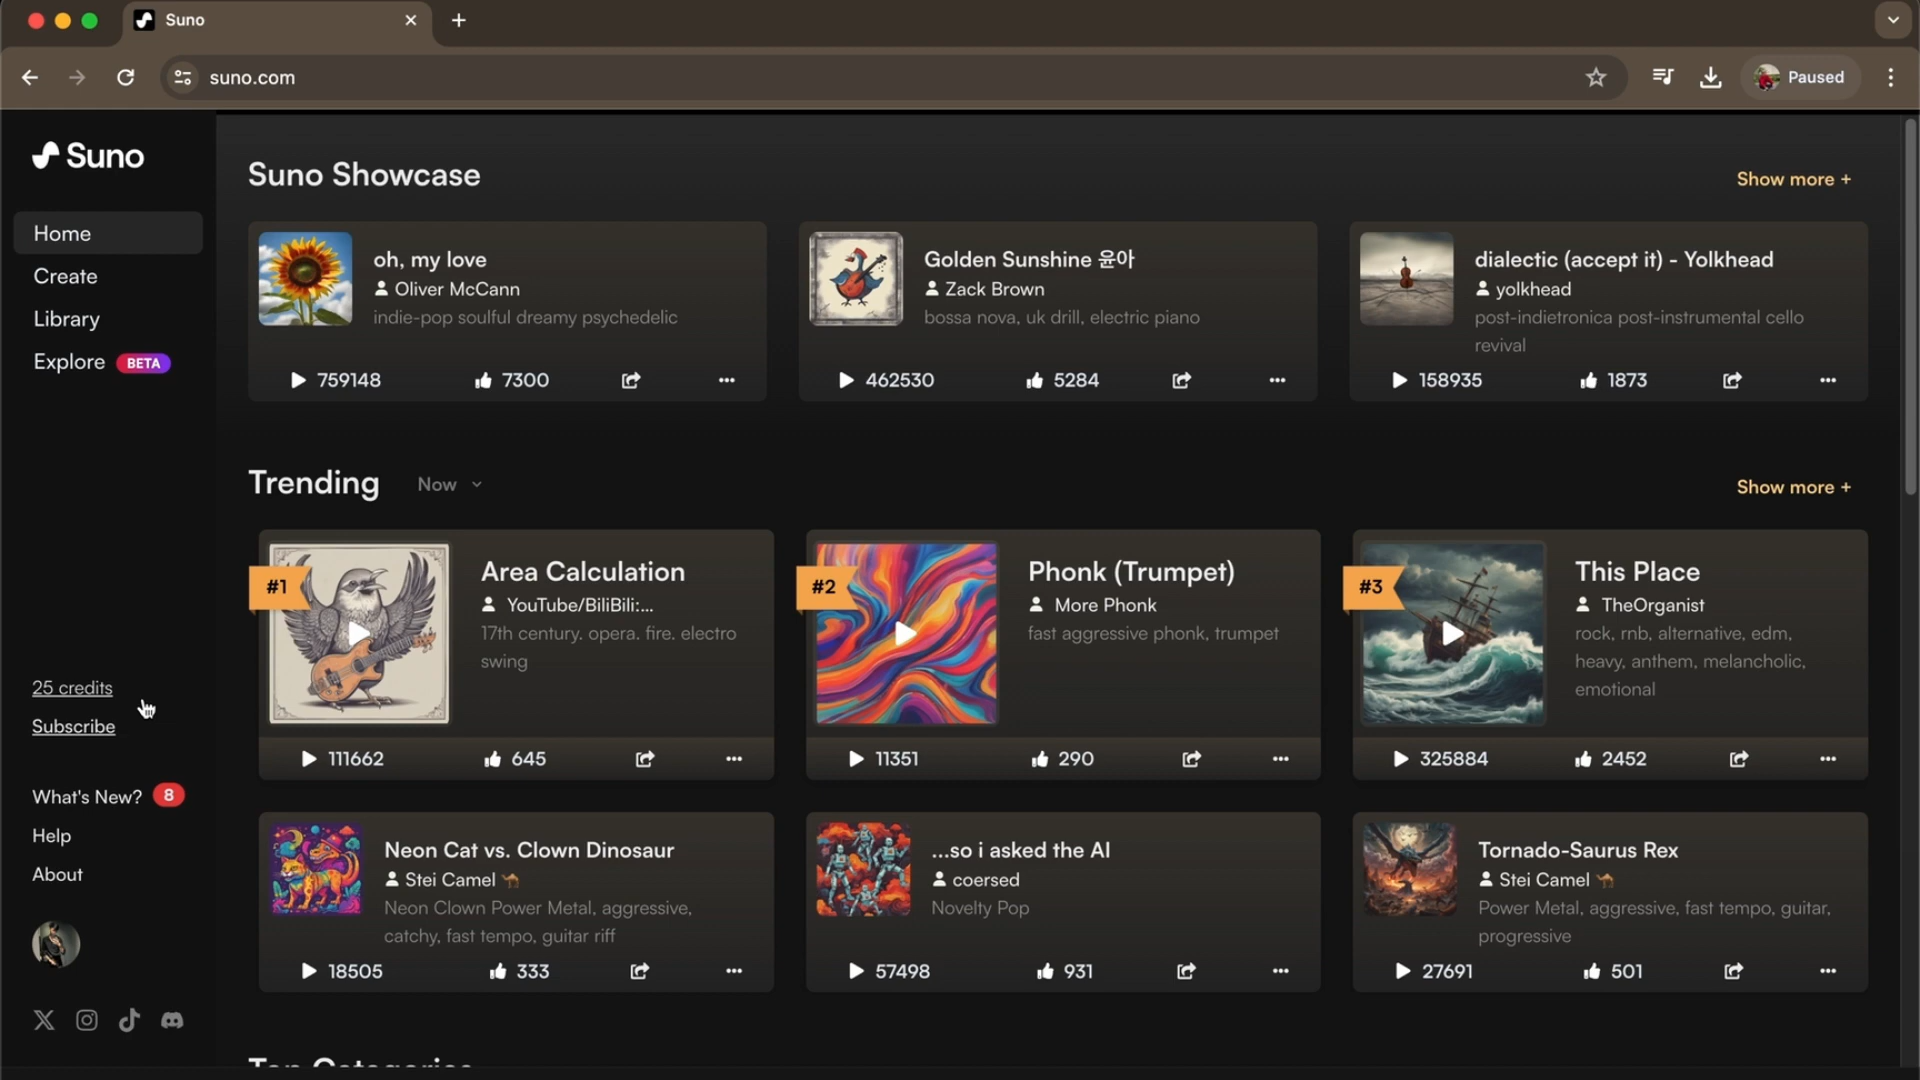 Suno
suno.com
Paused
Suno
Home
Create
Library
Explore BETA
25 credits
Subscribe
What's New? 8
Help
About
Suno Showcase
Show more +
oh, my love
Oliver McCann
indie-pop soulful dreamy psychedelic
759148 7300
Golden Sunshine 윤아
Zack Brown
bossa nova, uk drill, electric piano
462530 5284
dialectic (accept it) - Yolkhead
yolkhead
post-indietronica post-instrumental cello
revival
158935 1873
Trending Now
Show more +
#1
Area Calculation
YouTube/BiliBili:...
17th century. opera. fire. electro
swing
111662 645
#2
Phonk (Trumpet)
More Phonk
fast aggressive phonk, trumpet
11351 290
#3
This Place
TheOrganist
rock, rnb, alternative, edm,
heavy, anthem, melancholic,
emotional
325884 2452
Neon Cat vs. Clown Dinosaur
Stei Camel 🐪
Neon Clown Power Metal, aggressive,
catchy, fast tempo, guitar riff
18505 333
...so i asked the AI
coersed
Novelty Pop
57498 931
Tornado-Saurus Rex
Stei Camel 🐪
Power Metal, aggressive, fast tempo, guitar,
progressive
27691 501
Top Categories